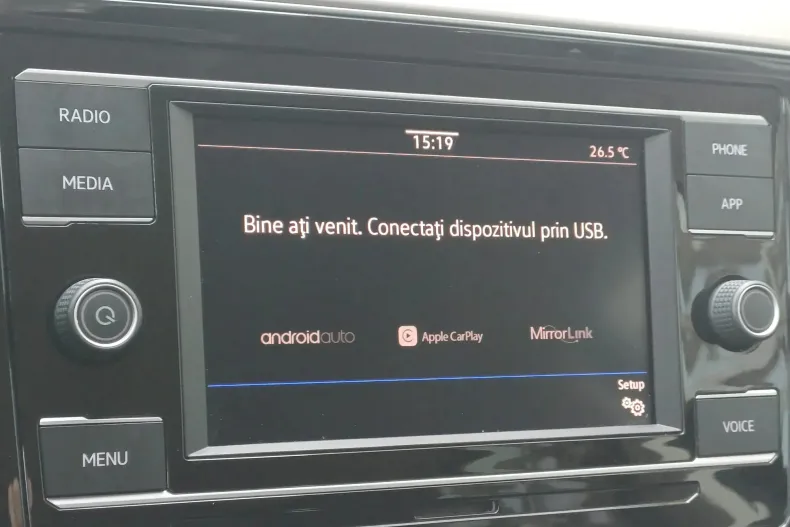 RADIO
MEDIA
MENU
15:19
26.5 °C
Bine aţi venit. Conectaţi dispozitivul prin USB.
androidauto
Apple CarPlay
MirrorLink
Setup
PHONE
APP
VOICE